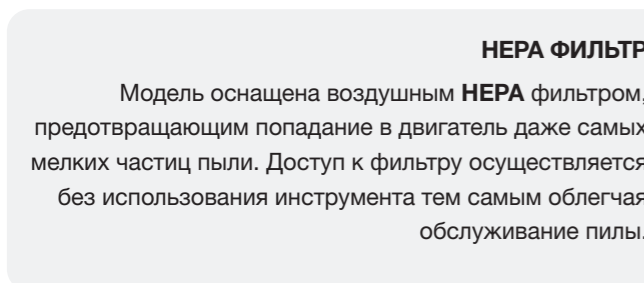 HEPA ФИЛЬТР
Модель оснащена воздушным HEPA фильтром,
предотвращающим попадание в двигатель даже самых
мелких частиц пыли. Доступ к фильтру осуществляется
без использования инструмента тем самым облегчая
обслуживание пилы.